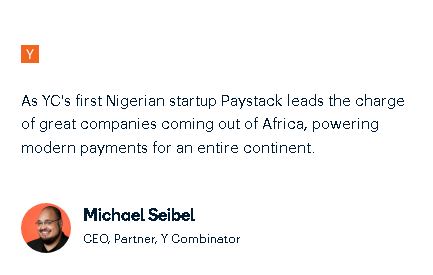 Y
As YC's first Nigerian startup Paystack leads the charge
of great companies coming out of Africa, powering
modern payments for an entire continent.
Michael Seibel
CEO, Partner, Y Combinator